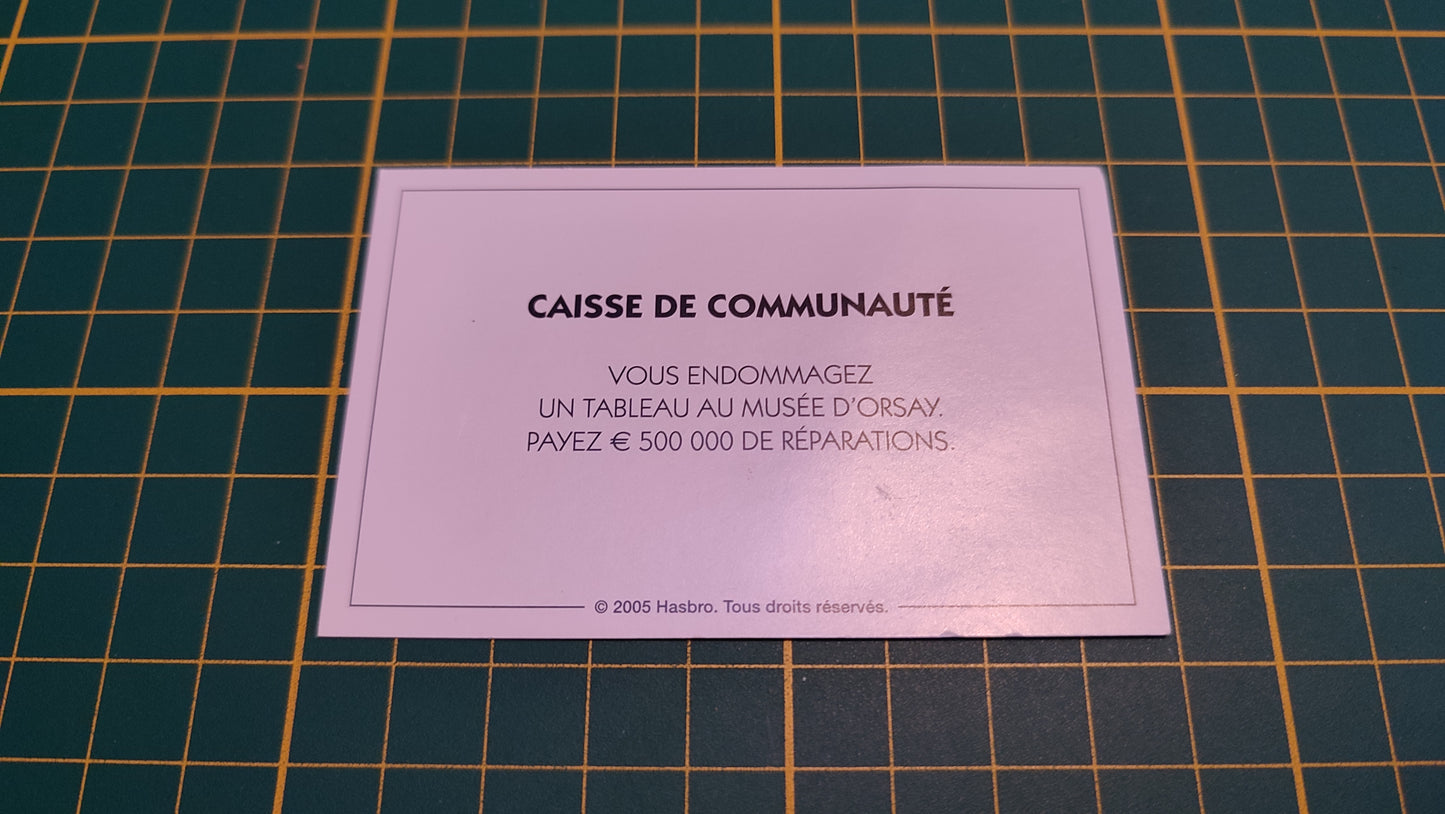 CAISSE DE COMMUNAUTÉ
VOUS ENDOMMAGEZ
UN TABLEAU AU MUSÉE D'ORSAY.
PAYEZ € 500 000 DE RÉPARATIONS.
© 2005 Hasbro. Tous droits réservés.